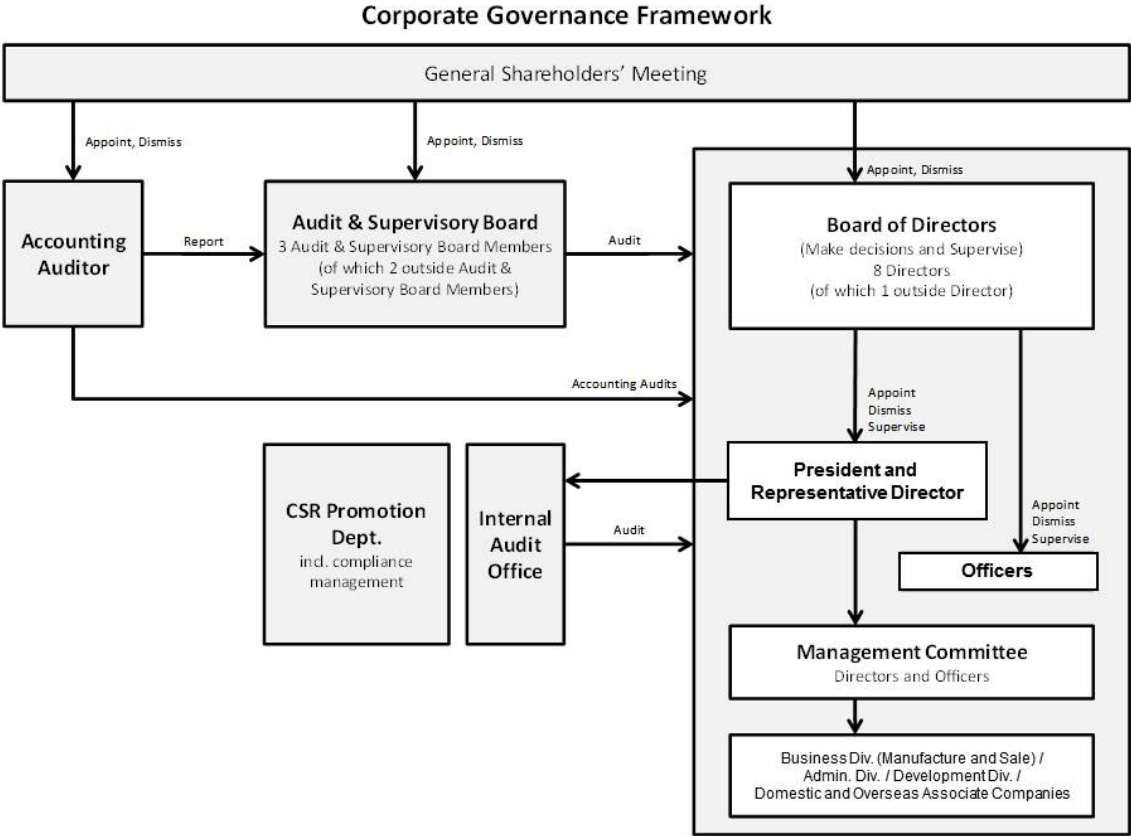 Corporate Governance Framework
General Shareholders' Meeting
Appoint, Dismiss
Appoint, Dismiss
Appoint, Dismiss
Accounting
Auditor
Report
Audit & Supervisory Board
3 Audit & Supervisory Board Members
(of which 2 outside Audit &
Supervisory Board Members)
Audit
Board of Directors
(Make decisions and Supervise)
8 Directors
(of which 1 outside Director)
Accounting Audits
Appoint
Dismiss
Supervise
President and
Representative Director
CSR Promotion
Dept.
incl. compliance
management
Internal
Audit
Office
Audit
Appoint
Dismiss
Supervise
Officers
Management Committee
Directors and Officers
Business Div. (Manufacture and Sale) /
Admin. Div. / Development Div. /
Domestic and Overseas Associate Companies